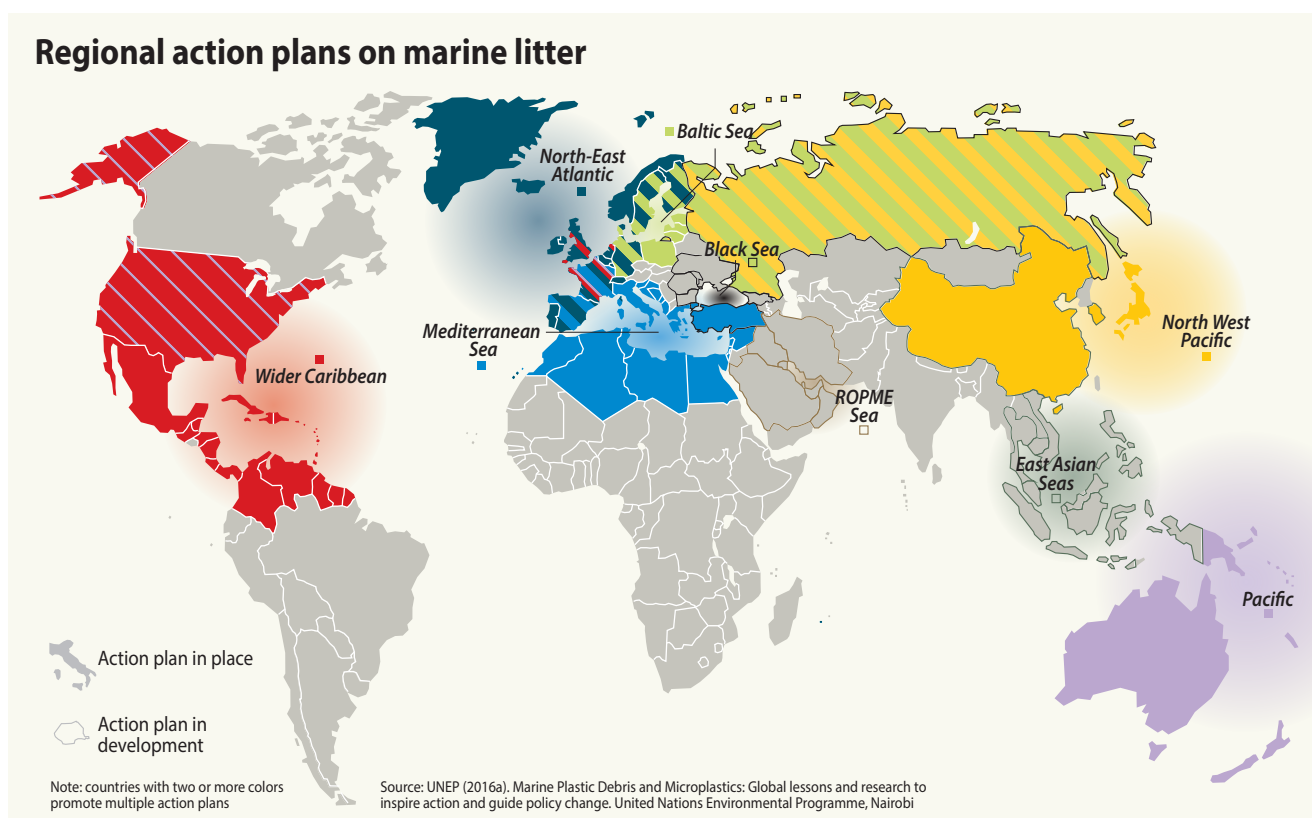 Regional action plans on marine litter
Baltic Sea
North-East
Atlantic
Black Sea
Mediterranean
Sea
North West
Pacific
Wider Caribbean
ROPME
Sea
East Asian
Seas
Pacific
Action plan in place
Action plan in
development
Note: countries with two or more colors
promote multiple action plans
Source: UNEP (2016a). Marine Plastic Debris and Microplastics: Global lessons and research to
inspire action and guide policy change. United Nations Environmental Programme, Nairobi